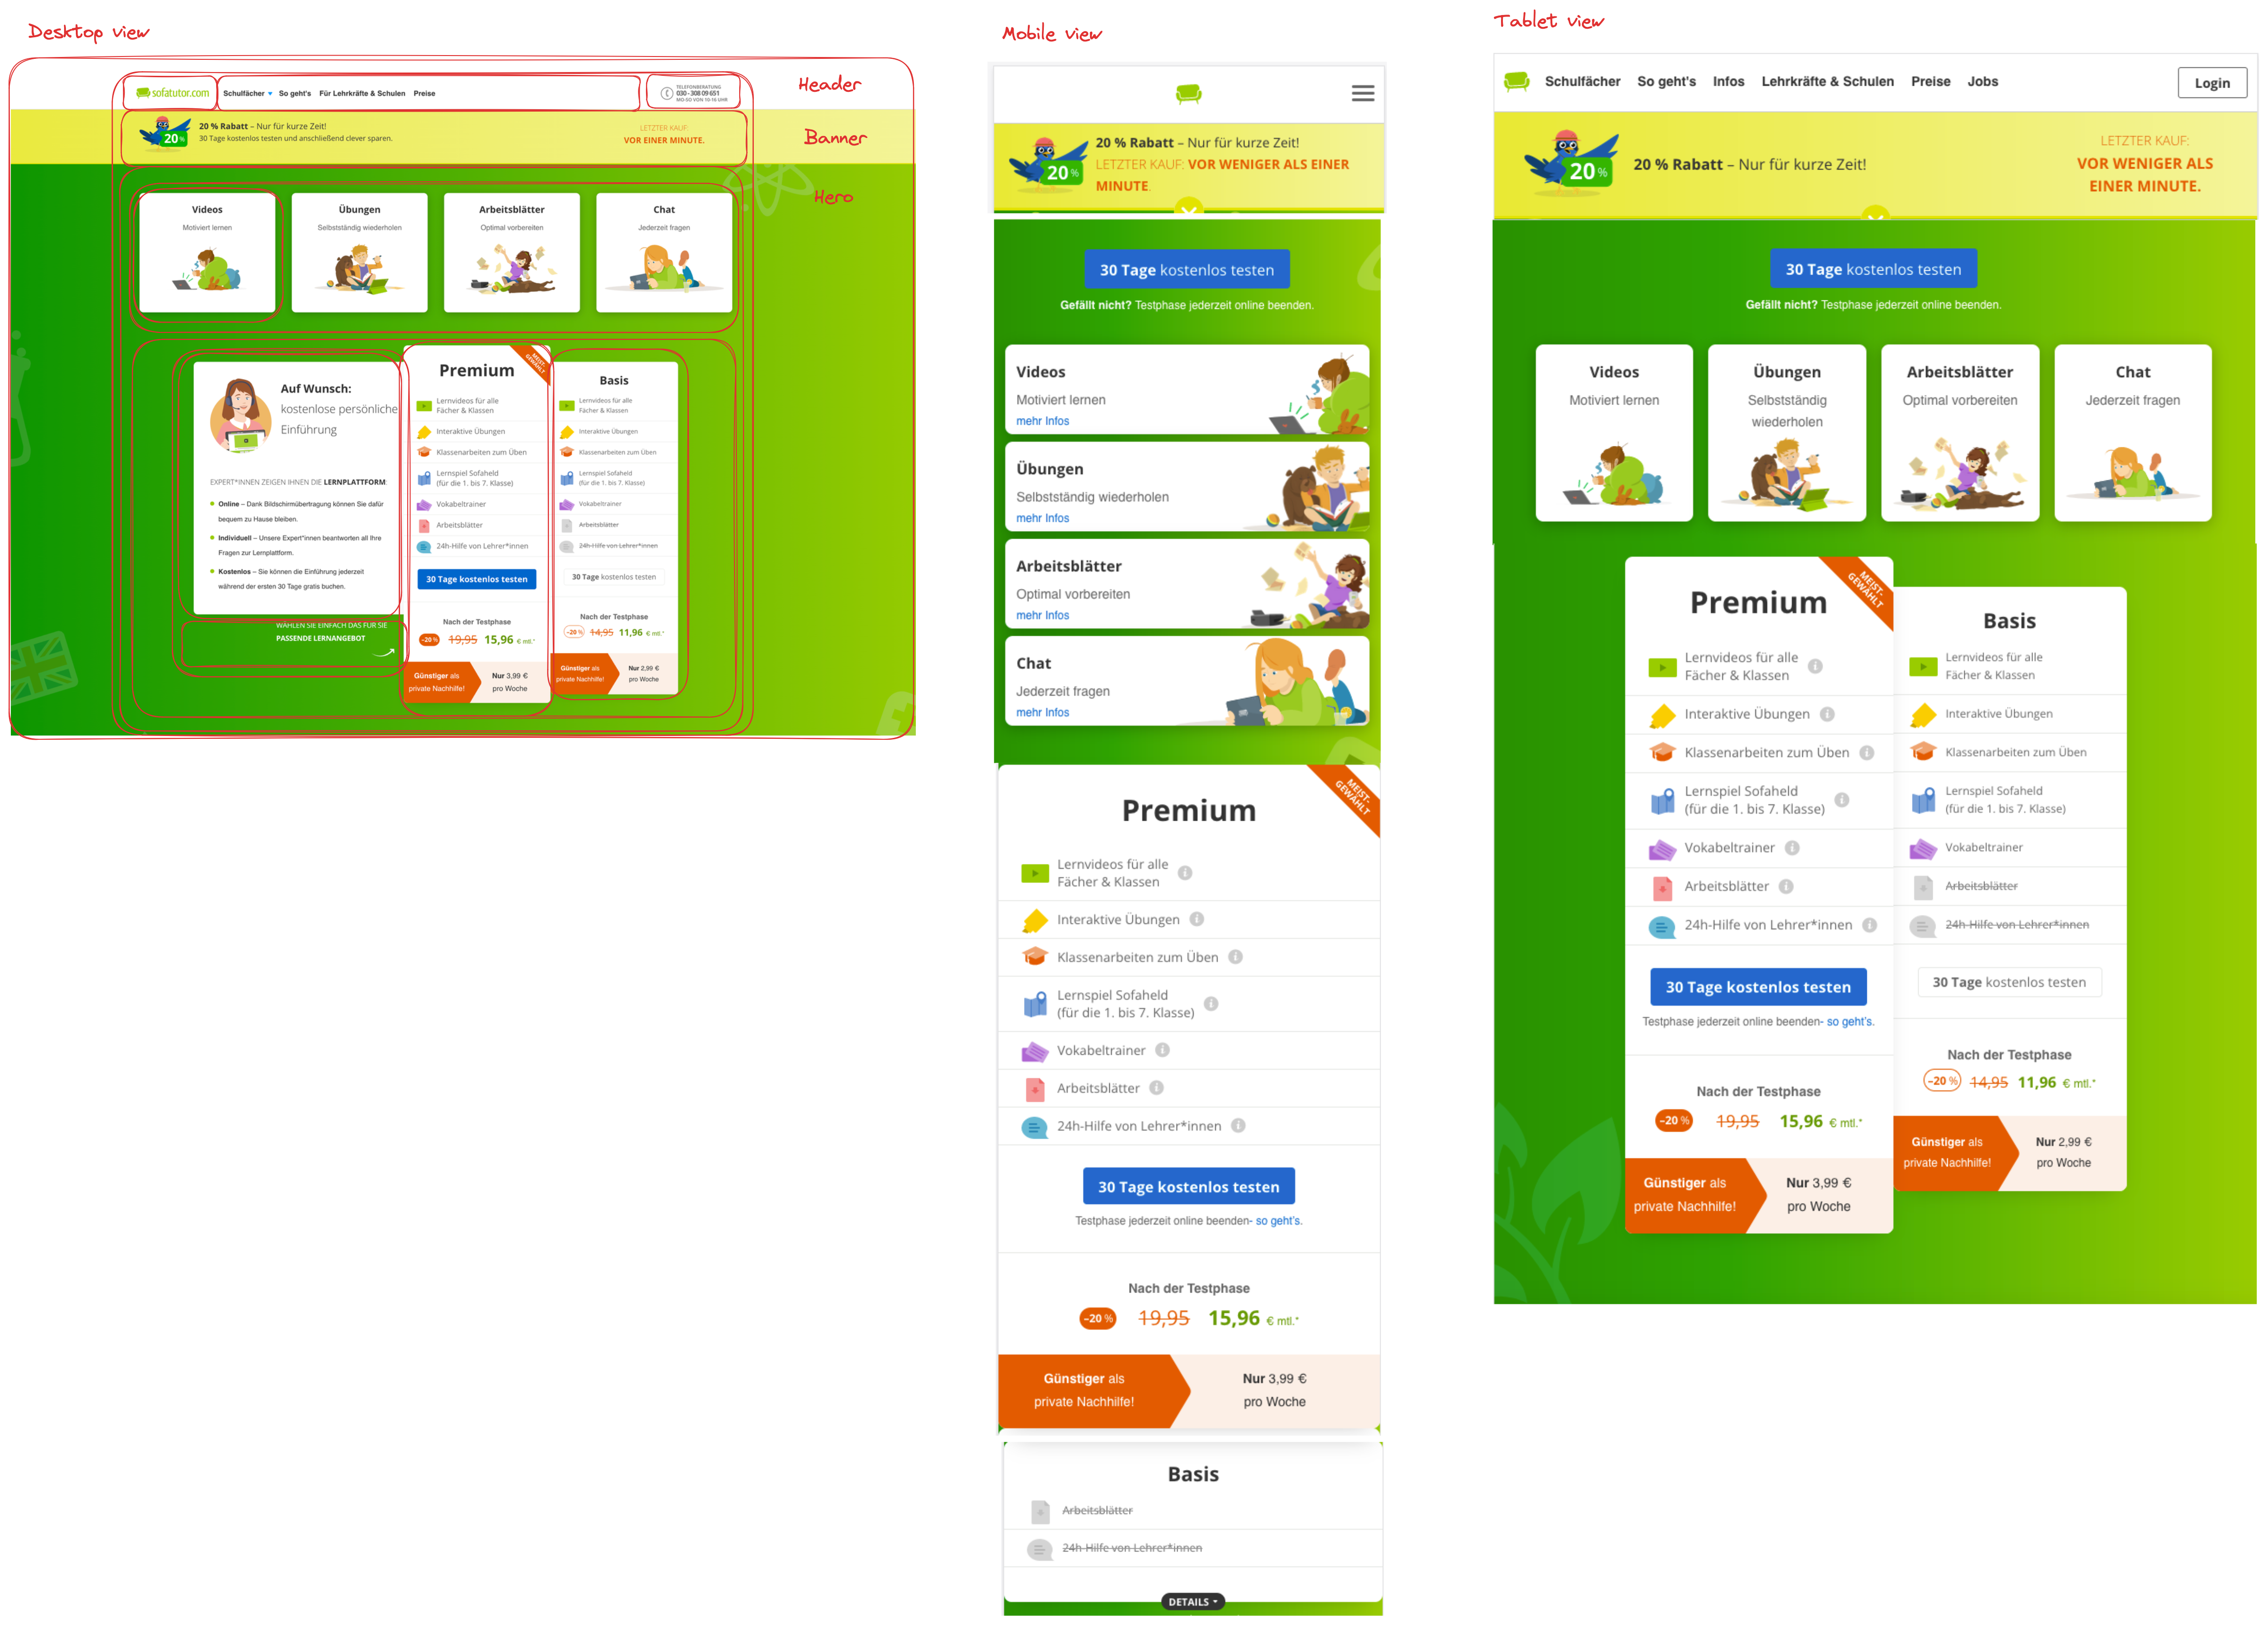 Desktop view
Header
sofatutor.com
Schulfächer
So geht's
Für Lehrkräfte & Schulen
Preise
TELEFONBERATUNG
030 - 308 09 651
MO-SO VON 10-16 UHR
Banner
20%
20 % Rabatt – Nur für kurze Zeit!
30 Tage kostenlos testen und anschließend clever sparen.
LETZTER KAUF:
VOR EINER MINUTE.
Hero
Videos
Motiviert lernen
Übungen
Selbstständig wiederholen
Arbeitsblätter
Optimal vorbereiten
Chat
Jederzeit fragen
Auf Wunsch:
kostenlose persönliche
Einführung
EXPERT*INNEN ZEIGEN IHNEN DIE LERNPLATTFORM:
Online – Dank Bildschirmübertragung können Sie dafür
bequem zu Hause bleiben.
Individuell – Unsere Expert*innen beantworten all Ihre
Fragen zur Lernplattform.
Kostenlos – Sie können die Einführung jederzeit
während der ersten 30 Tage gratis buchen.
WÄHLEN SIE EINFACH DAS FÜR SIE
PASSENDE LERNANGEBOT
MEIST-
GEWÄHLT
Premium
Lernvideos für alle
Fächer & Klassen
Interaktive Übungen
Klassenarbeiten zum Üben
Lernspiel Sofaheld
(für die 1. bis 7. Klasse)
Vokabeltrainer
Arbeitsblätter
24h-Hilfe von Lehrer*innen
30 Tage kostenlos testen
Nach der Testphase
-20 % 19,95 15,96 € mtl.*
Günstiger als
private Nachhilfe!
Nur 3,99 €
pro Woche
Basis
Lernvideos für alle
Fächer & Klassen
Interaktive Übungen
Klassenarbeiten zum Üben
Lernspiel Sofaheld
(für die 1. bis 7. Klasse)
Vokabeltrainer
Arbeitsblätter
24h-Hilfe von Lehrer*innen
30 Tage kostenlos testen
Nach der Testphase
-20 % 14,95 11,96 € mtl.*
Günstiger als
private Nachhilfe!
Nur 2,99 €
pro Woche
Mobile view
20%
20 % Rabatt – Nur für kurze Zeit!
LETZTER KAUF: VOR WENIGER ALS EINER
MINUTE.
30 Tage kostenlos testen
Gefällt nicht? Testphase jederzeit online beenden.
Videos
Motiviert lernen
mehr Infos
Übungen
Selbstständig wiederholen
mehr Infos
Arbeitsblätter
Optimal vorbereiten
mehr Infos
Chat
Jederzeit fragen
mehr Infos
MEIST-
GEWÄHLT
Premium
Lernvideos für alle
Fächer & Klassen
Interaktive Übungen
Klassenarbeiten zum Üben
Lernspiel Sofaheld
(für die 1. bis 7. Klasse)
Vokabeltrainer
Arbeitsblätter
24h-Hilfe von Lehrer*innen
30 Tage kostenlos testen
Testphase jederzeit online beenden- so geht's.
Nach der Testphase
-20 % 19,95 15,96 € mtl.*
Günstiger als
private Nachhilfe!
Nur 3,99 €
pro Woche
Basis
Arbeitsblätter
24h-Hilfe von Lehrer*innen
DETAILS
Tablet view
Schulfächer
So geht's
Infos
Lehrkräfte & Schulen
Preise
Jobs
Login
20%
20 % Rabatt – Nur für kurze Zeit!
LETZTER KAUF:
VOR WENIGER ALS
EINER MINUTE.
30 Tage kostenlos testen
Gefällt nicht? Testphase jederzeit online beenden.
Videos
Motiviert lernen
Übungen
Selbstständig
wiederholen
Arbeitsblätter
Optimal vorbereiten
Chat
Jederzeit fragen
MEIST-
GEWÄHLT
Premium
Lernvideos für alle
Fächer & Klassen
Interaktive Übungen
Klassenarbeiten zum Üben
Lernspiel Sofaheld
(für die 1. bis 7. Klasse)
Vokabeltrainer
Arbeitsblätter
24h-Hilfe von Lehrer*innen
30 Tage kostenlos testen
Testphase jederzeit online beenden- so geht's.
Nach der Testphase
-20 % 19,95 15,96 € mtl.*
Günstiger als
private Nachhilfe!
Nur 3,99 €
pro Woche
Basis
Lernvideos für alle
Fächer & Klassen
Interaktive Übungen
Klassenarbeiten zum Üben
Lernspiel Sofaheld
(für die 1. bis 7. Klasse)
Vokabeltrainer
Arbeitsblätter
24h-Hilfe von Lehrer*innen
30 Tage kostenlos testen
Nach der Testphase
-20 % 14,95 11,96 € mtl.*
Günstiger als
private Nachhilfe!
Nur 2,99 €
pro Woche